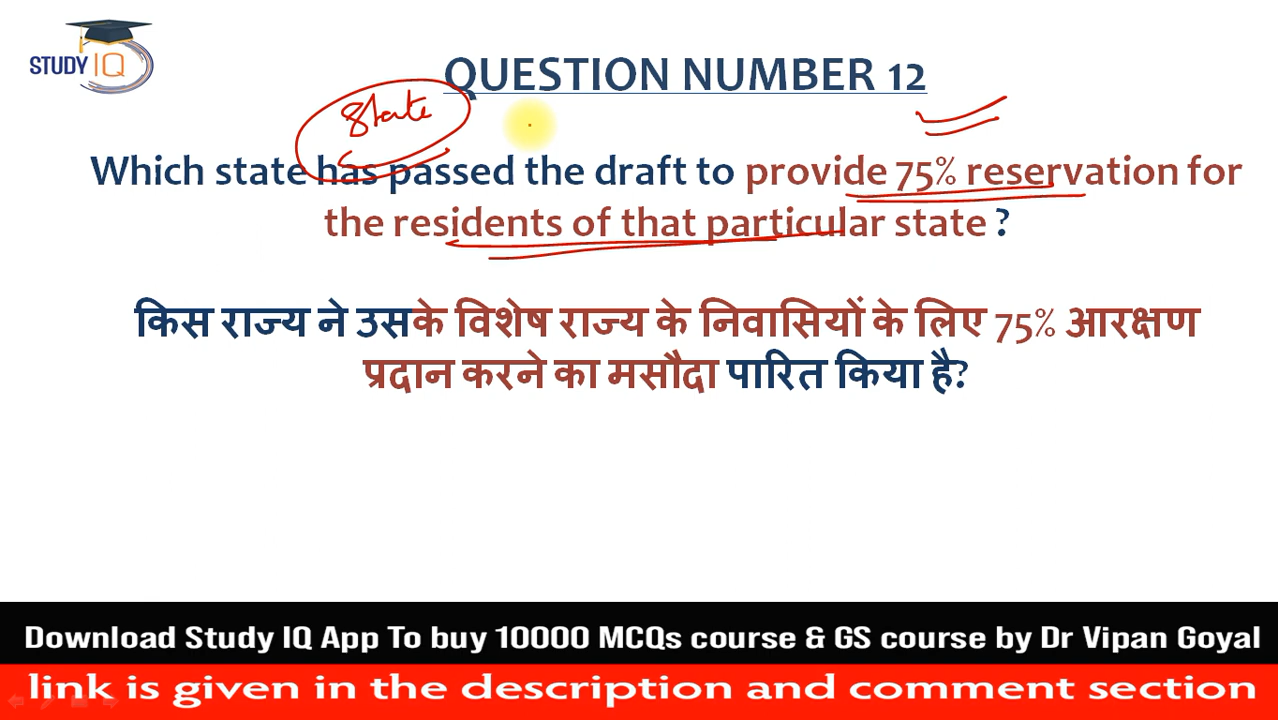 STUDY IQ
QUESTION NUMBER 12
State
Which state has passed the draft to provide 75% reservation for
the residents of that particular state ?
किस राज्य ने उसके विशेष राज्य के निवासियों के लिए 75% आरक्षण
प्रदान करने का मसौदा पारित किया है?
Download Study IQ App To buy 10000 MCQs course & GS course by Dr Vipan Goyal
link is given in the description and comment section